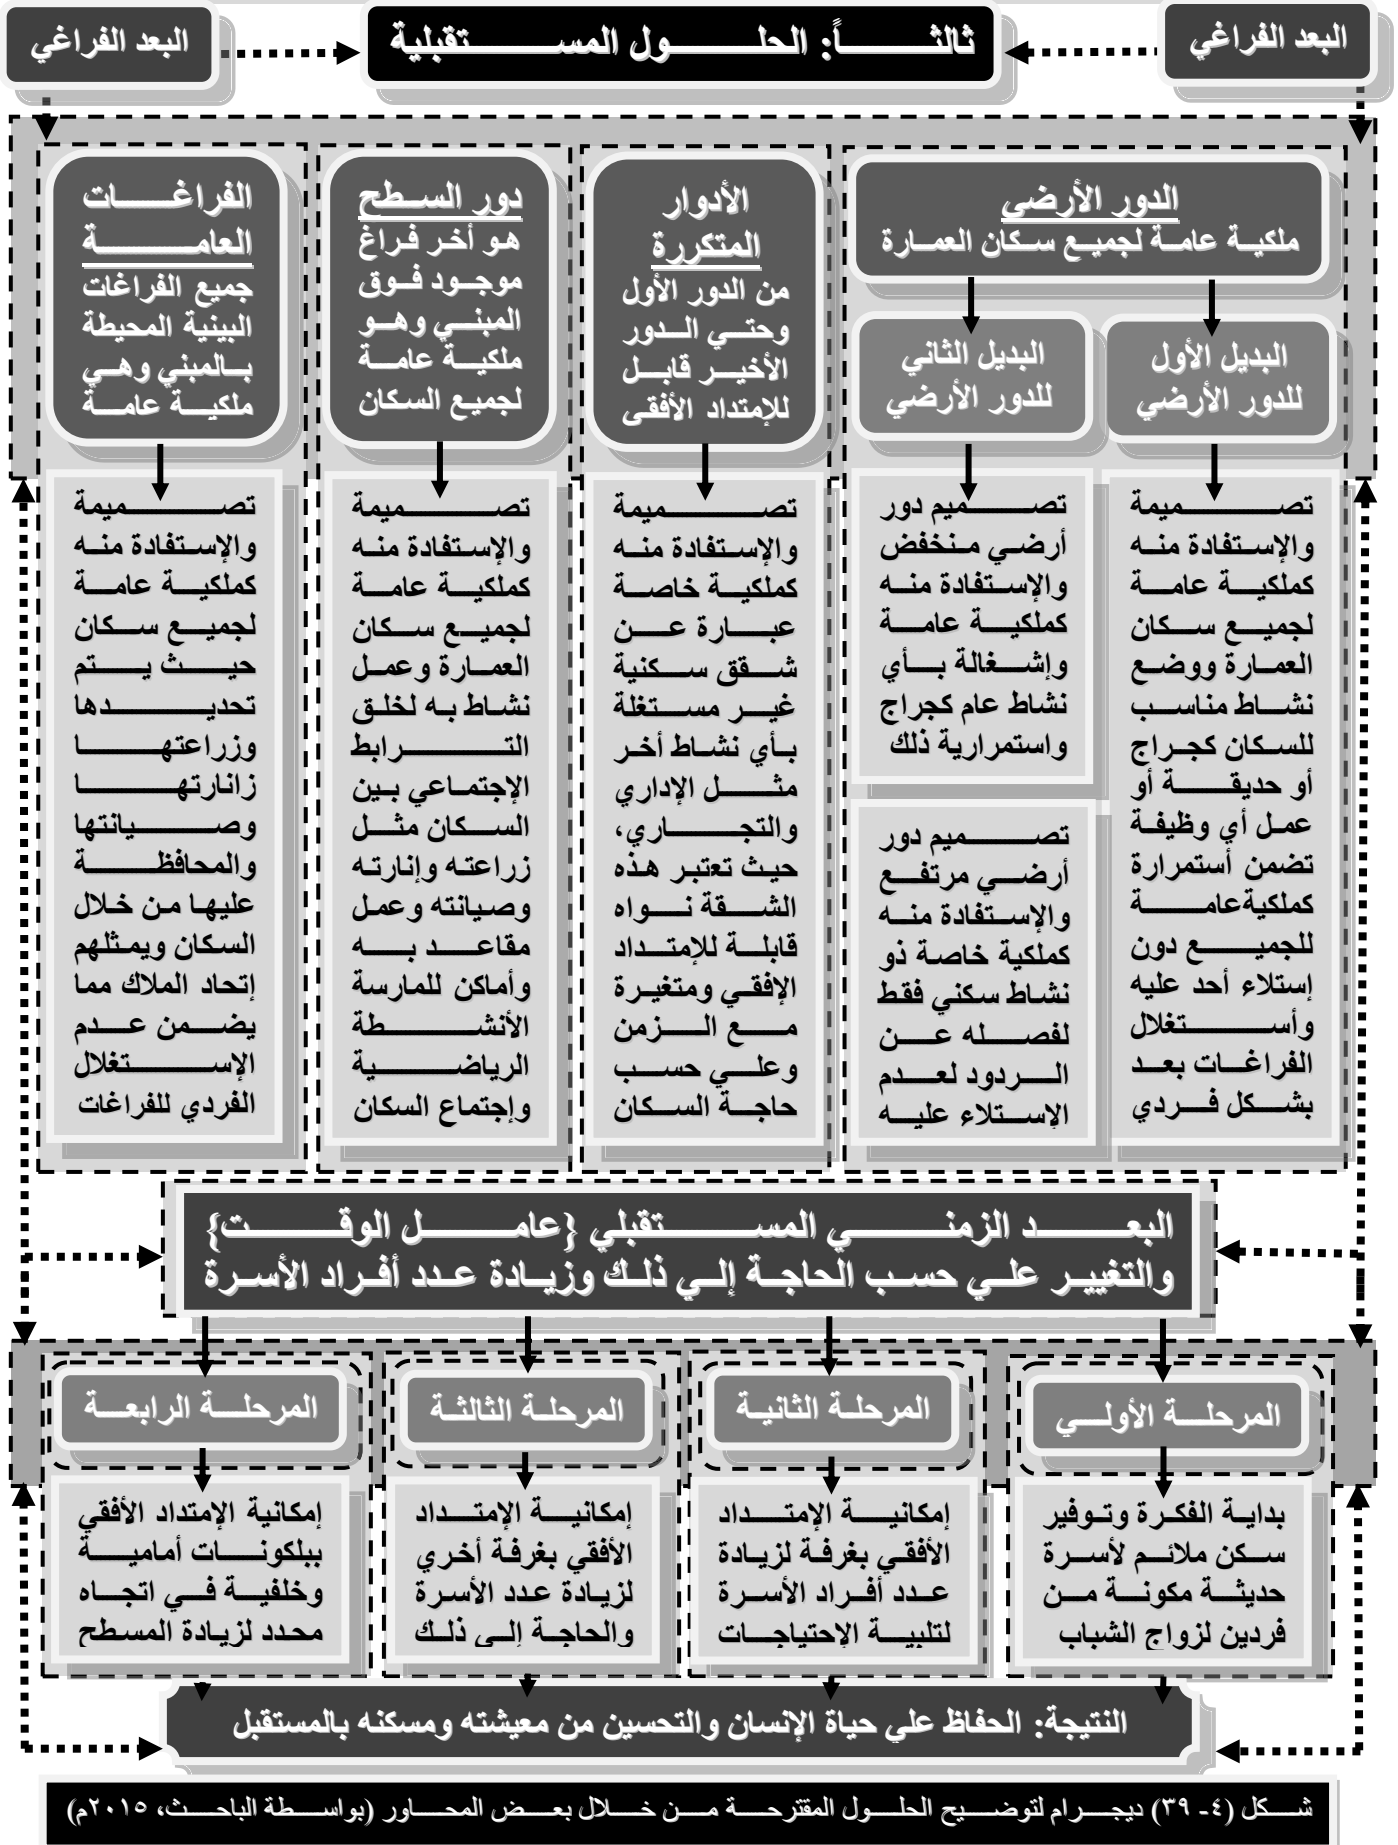 البعد الفراغي
ثالثاً: الحلول المستقبلية
البعد الفراغي
الدور الأرضي
ملكية عامة لجميع سكان العمارة
البديل الأول
للدور الأرضي
تصميمة
والإستفادة منه
كملكية عامة
لجميع سكان
العمارة ووضع
نشاط مناسب
للسكان كجراج
أو حديقة أو
عمل أي وظيفة
تضمن أستمرارة
كملكيةعامة
للجميع دون
إستلاء أحد عليه
وأستغلال
الفراغات بعد
بشكل فردي
البديل الثاني
للدور الأرضي
تصميم دور
أرضي منخفض
والإستفادة منه
كملكية عامة
وإشغالة بأي
نشاط عام كجراج
واستمرارية ذلك
تصميم دور
أرضي مرتفع
والإستفادة منه
كملكية خاصة ذو
نشاط سكني فقط
لفصله عن
الردود لعدم
الإستلاء عليه
الأدوار
المتكررة
من الدور الأول
وحتي الدور
الأخير قابل
للإمتداد الأفقى
تصميمة
والإستفادة منه
كملكية خاصة
عبارة عن
شقق سكنية
غير مستغلة
بأي نشاط أخر
مثل الإداري
والتجاري،
حيث تعتبر هذه
الشقة نواه
قابلة للإمتداد
الإفقي ومتغيرة
مع الزمن
وعلي حسب
حاجة السكان
دور السطح
هو أخر فراغ
موجود فوق
المبني وهو
ملكية عامة
لجميع السكان
تصميمة
والإستفادة منه
كملكية عامة
لجميع سكان
العمارة وعمل
نشاط به لخلق
الترابط
الإجتماعي بين
السكان مثل
زراعته وإنارته
وصيانته وعمل
مقاعد به
وأماكن للمارسة
الأنشطة
الرياضية
وإجتماع السكان
الفراغات
العامة
جميع الفراغات
البينية المحيطة
بالمبني وهي
ملكية عامة
تصميمة
والإستفادة منه
كملكية عامة
لجميع سكان
حيث يتم
تحديدها
وزراعتها
زانارتها
وصيانتها
والمحافظة
عليها من خلال
السكان ويمثلهم
إتحاد الملاك مما
يضمن عدم
الإستغلال
الفردي للفراغات
البعد الزمني المستقبلي {عامل الوقت}
والتغيير علي حسب الحاجة إلي ذلك وزيادة عدد أفراد الأسرة
المرحلة الأولي
بداية الفكرة وتوفير
سكن ملائم لأسرة
حديثة مكونة من
فردين لزواج الشباب
المرحلة الثانية
إمكانية الإمتداد
الأفقي بغرفة لزيادة
عدد أفراد الأسرة
لتلبية الإحتياجات
المرحلة الثالثة
إمكانية الإمتداد
الأفقي بغرفة أخري
لزيادة عدد الأسرة
والحاجة إلي ذلك
المرحلة الرابعة
إمكانية الإمتداد الأفقي
ببلكونات أمامية
وخلفية في اتجاه
محدد لزيادة المسطح
النتيجة: الحفاظ علي حياة الإنسان والتحسين من معيشته ومسكنه بالمستقبل
شكل (٤- ٣٩) ديجرام لتوضيح الحلول المقترحة من خلال بعض المحاور (بواسطة الباحث، ٢٠١٥م)